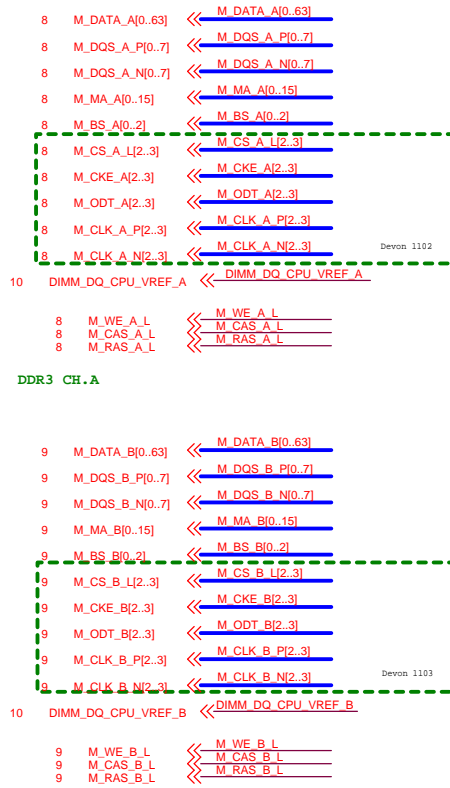 8 M_DATA_A[0..63] M_DATA_A[0..63]
8 M_DQS_A_P[0..7] M_DQS_A_P[0..7]
8 M_DQS_A_N[0..7] M_DQS_A_N[0..7]
8 M_MA_A[0..15] M_MA_A[0..15]
8 M_BS_A[0..2] M_BS_A[0..2]
8 M_CS_A_L[2..3] M_CS_A_L[2..3]
8 M_CKE_A[2..3] M_CKE_A[2..3]
8 M_ODT_A[2..3] M_ODT_A[2..3]
8 M_CLK_A_P[2..3] M_CLK_A_P[2..3]
8 M_CLK_A_N[2..3] M_CLK_A_N[2..3] Devon 1102
10 DIMM_DQ_CPU_VREF_A DIMM_DQ_CPU_VREF_A
8 M_WE_A_L M_WE_A_L
8 M_CAS_A_L M_CAS_A_L
8 M_RAS_A_L M_RAS_A_L
DDR3 CH.A
9 M_DATA_B[0..63] M_DATA_B[0..63]
9 M_DQS_B_P[0..7] M_DQS_B_P[0..7]
9 M_DQS_B_N[0..7] M_DQS_B_N[0..7]
9 M_MA_B[0..15] M_MA_B[0..15]
9 M_BS_B[0..2] M_BS_B[0..2]
9 M_CS_B_L[2..3] M_CS_B_L[2..3]
9 M_CKE_B[2..3] M_CKE_B[2..3]
9 M_ODT_B[2..3] M_ODT_B[2..3]
9 M_CLK_B_P[2..3] M_CLK_B_P[2..3]
9 M_CLK_B_N[2..3] M_CLK_B_N[2..3] Devon 1103
10 DIMM_DQ_CPU_VREF_B DIMM_DQ_CPU_VREF_B
9 M_WE_B_L M_WE_B_L
9 M_CAS_B_L M_CAS_B_L
9 M_RAS_B_L M_RAS_B_L